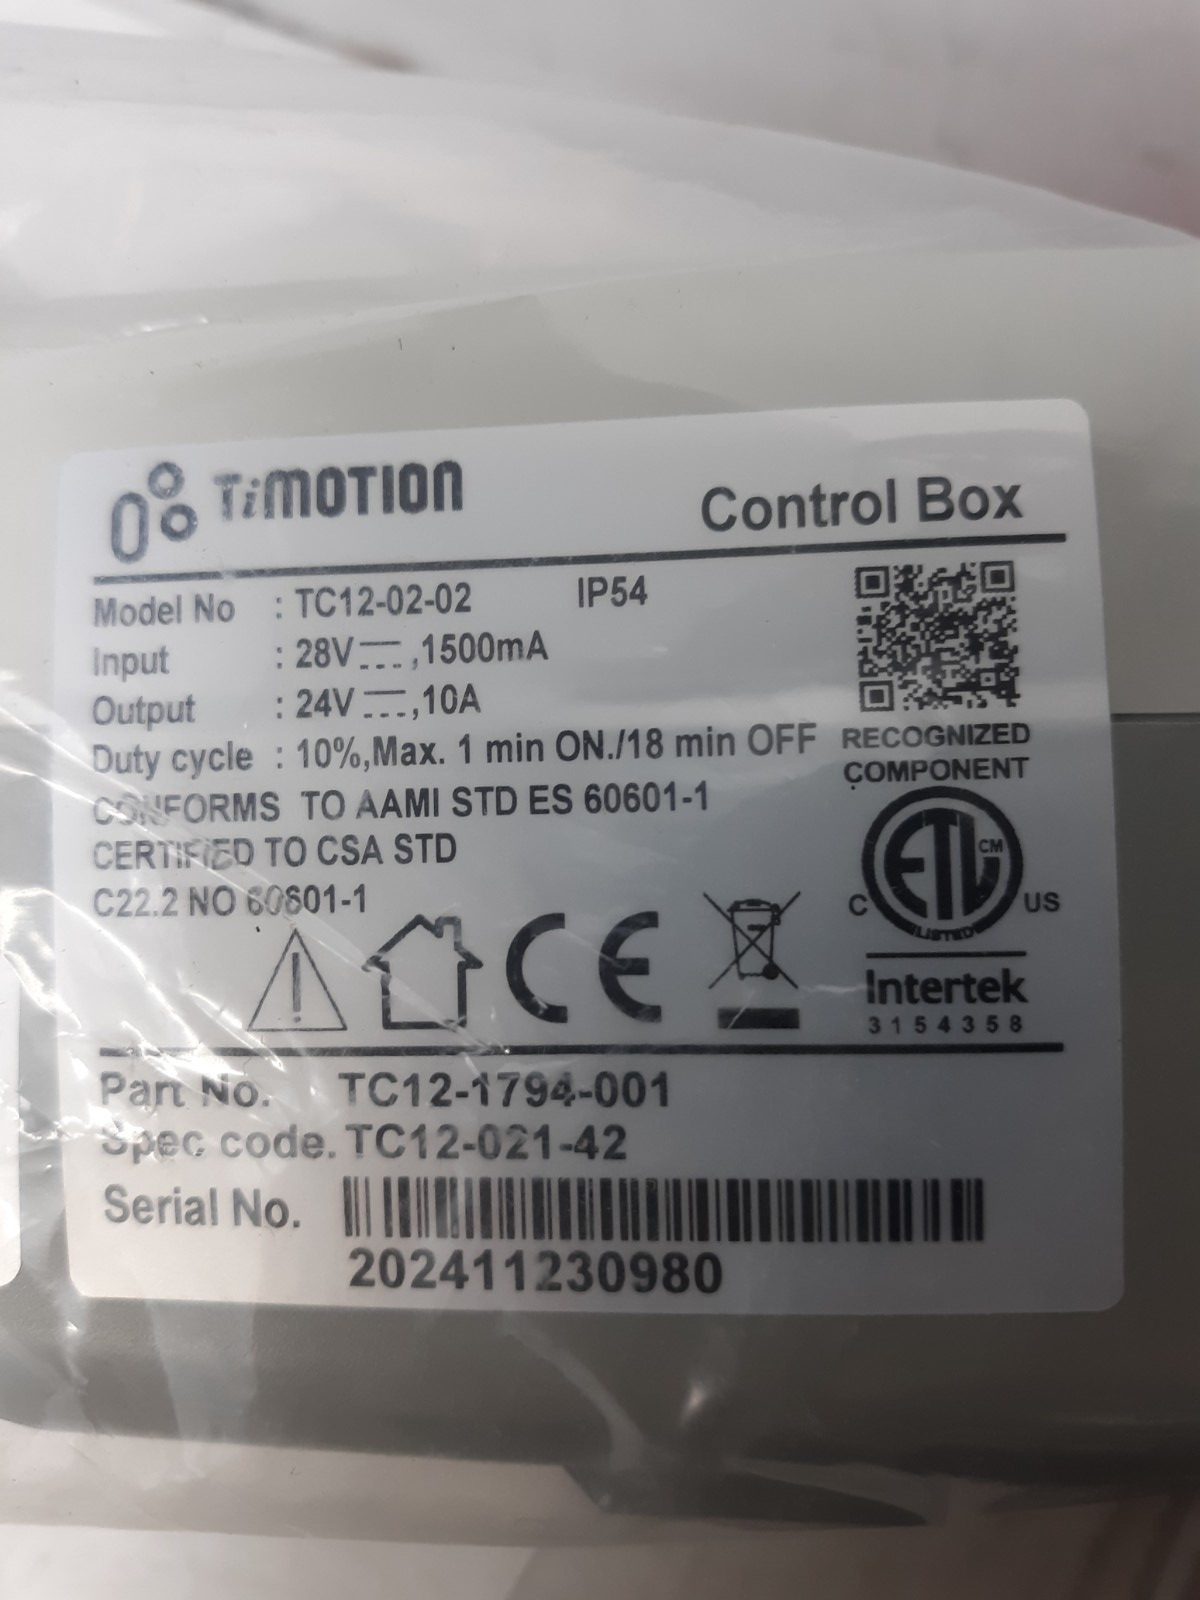 TiMOTION
Control Box
Model No : TC12-02-02 IP54
Input : 28V⎓,1500mA
Output : 24V⎓,10A
Duty cycle : 10%,Max. 1 min ON./18 min OFF
CONFORMS TO AAMI STD ES 60601-1
CERTIFIED TO CSA STD
C22.2 NO 60601-1
RECOGNIZED
COMPONENT
ETL CM
C US
LISTED
Intertek
3154358
CE
Part No. TC12-1794-001
Spec code. TC12-021-42
Serial No.
202411230980